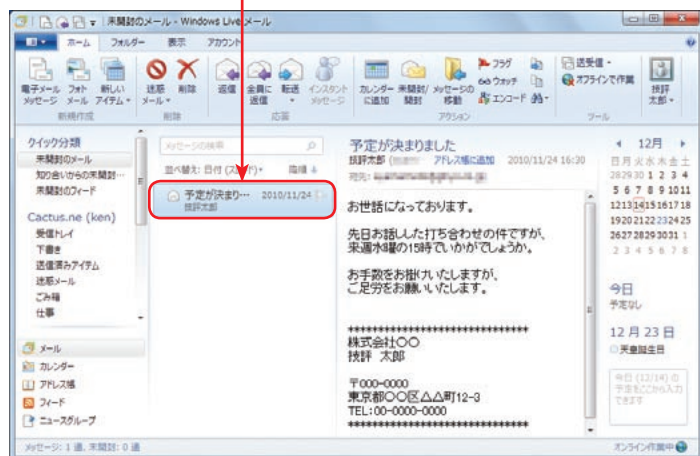 未開封のメール - Windows Live メール
ホーム フォルダー 表示 アカウント
電子メール メッセージ
フォト メール
新しい アイテム
迷惑 メール
削除
返信
全員に 返信
転送
インスタント メッセージ
カレンダー に追加
未開封/ 開封
メッセージの 移動
フラグ
ウォッチ
エンコード
送受信
オフラインで作業
技評 太郎
新規作成 削除 応答 アクション ツール
クイック分類
未開封のメール
知り合いからの未開封…
未開封のフィード
Cactus.ne (ken)
受信トレイ
下書き
送信済みアイテム
迷惑メール
ごみ箱
仕事
メール
カレンダー
アドレス帳
フィード
ニュースグループ
メッセージの検索
並べ替え: 日付 (スレッド) 降順
予定が決まり… 2010/11/24
技評太郎
予定が決まりました
技評太郎 アドレス帳に追加 2010/11/24 16:30
宛先:
お世話になっております。
先日お話しした打ち合わせの件ですが、
来週水曜の15時でいかがでしょうか。
お手数をお掛けいたしますが、
ご足労をお願いいたします。
******************************
株式会社〇〇
技評 太郎
〒000-0000
東京都〇〇区△△町12-3
TEL:00-0000-0000
******************************
12月
日 月 火 水 木 金 土
28 29 30 1 2 3 4
5 6 7 8 9 10 11
12 13 14 15 16 17 18
19 20 21 22 23 24 25
26 27 28 29 30 31 1
2 3 4 5 6 7 8
今日
予定なし
12 月 23 日
天皇誕生日
今日 (12/14) の
予定をここから入力
できます
メッセージ: 1 通、未開封: 0 通
オンライン作業中